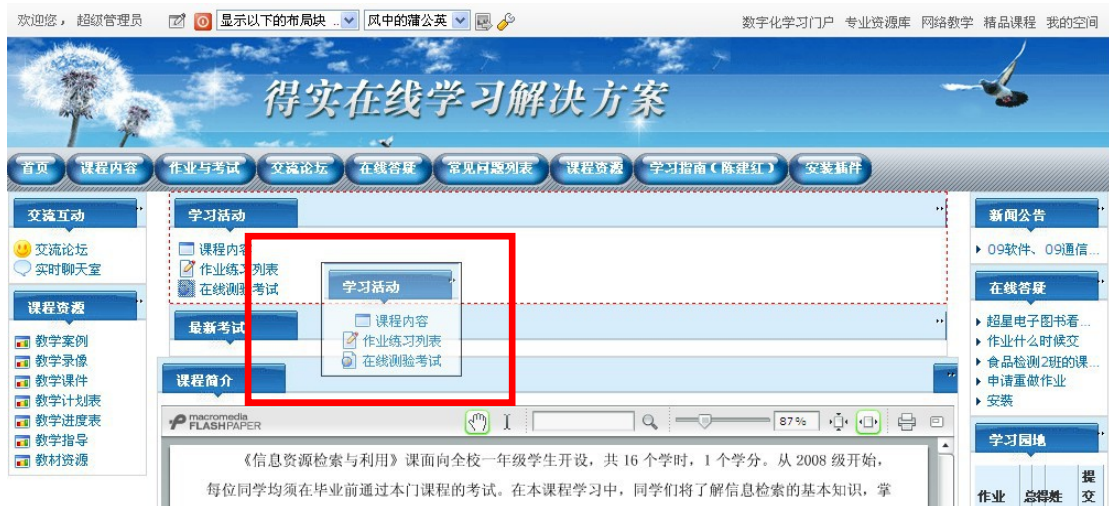 欢迎您，超级管理员
显示以下的布局块 ..
风中的蒲公英
数字化学习门户 专业资源库 网络教学 精品课程 我的空间
得实在线学习解决方案
首页 课程内容 作业与考试 交流论坛 在线答疑 常见问题列表 课程资源 学习指南（陈建红） 安装插件
交流互动
交流论坛
实时聊天室
课程资源
教学案例
教学录像
教学课件
教学计划表
教学进度表
教学指导
教材资源
学习活动
课程内容
作业练习列表
在线测验考试
学习活动
课程内容
作业练习列表
在线测验考试
最新考试
课程简介
macromedia
FLASHPAPER
87%
《信息资源检索与利用》课面向全校一年级学生开设，共 16 个学时，1 个学分。从 2008 级开始，
每位同学均须在毕业前通过本门课程的考试。在本课程学习中，同学们将了解信息检索的基本知识，掌
新闻公告
09软件、09通信...
在线答疑
超星电子图书看...
作业什么时候交
食品检测2班的课...
申请重做作业
安装
学习园地
作业 总得姓 提交